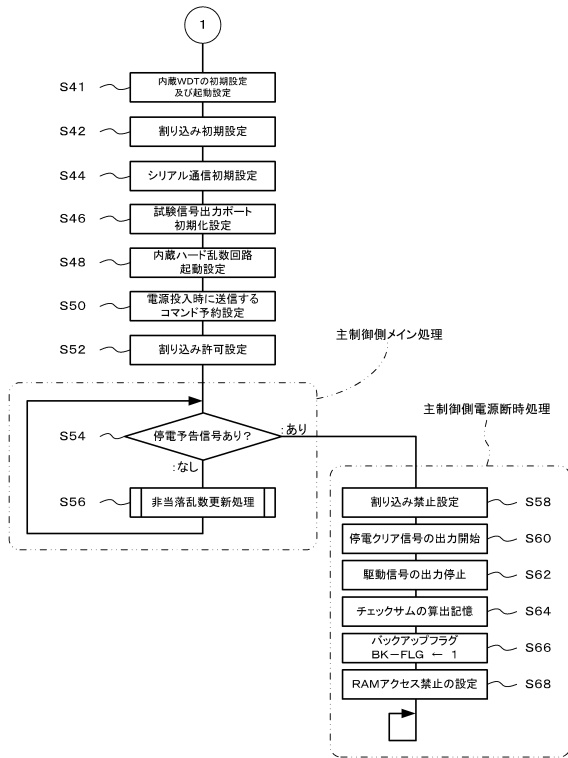 1
S41
内蔵WDTの初期設定
及び起動設定
S42
割り込み初期設定
S44
シリアル通信初期設定
S46
試験信号出力ポート
初期化設定
S48
内蔵ハード乱数回路
起動設定
S50
電源投入時に送信する
コマンド予約設定
S52
割り込み許可設定
主制御側メイン処理
S54
停電予告信号あり？
:あり
:なし
S56
非当落乱数更新処理
主制御側電源断時処理
割り込み禁止設定
S58
停電クリア信号の出力開始
S60
駆動信号の出力停止
S62
チェックサムの算出記憶
S64
バックアップフラグ
BK－FLG ← 1
S66
RAMアクセス禁止の設定
S68